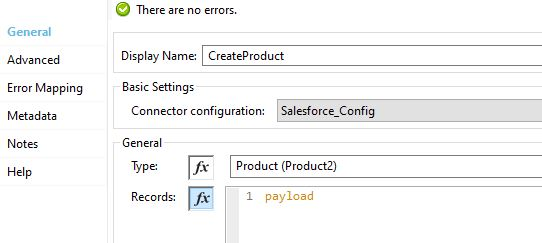 There are no errors.
General
Advanced
Error Mapping
Metadata
Notes
Help
Display Name: CreateProduct
Basic Settings
Connector configuration: Salesforce_Config
General
Type: fx Product (Product2)
Records: fx 1 payload